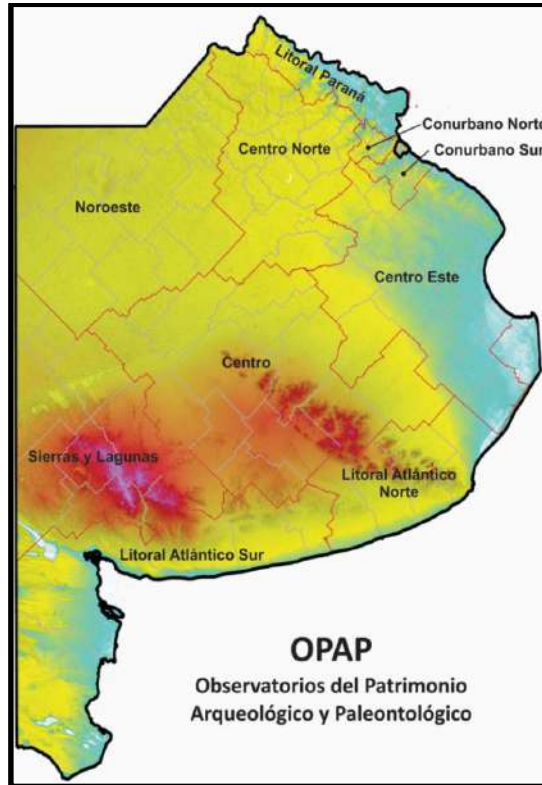 Litoral Paraná
Conurbano Norte
Centro Norte
Conurbano Sur
Noroeste
Centro Este
Centro
Sierras y Lagunas
Litoral Atlántico
Norte
Litoral Atlántico Sur
OPAP
Observatorios del Patrimonio
Arqueológico y Paleontológico